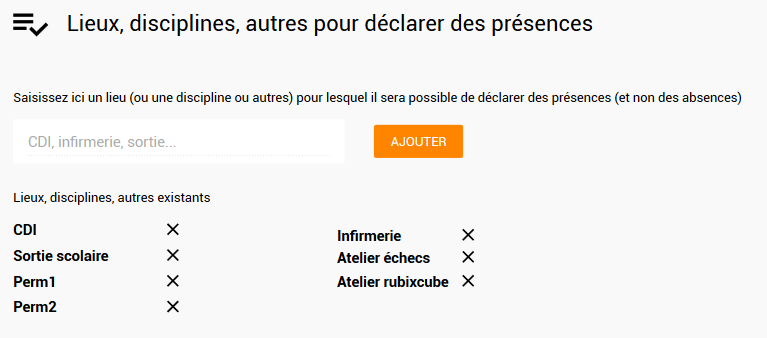 Lieux, disciplines, autres pour déclarer des présences
Saisissez ici un lieu (ou une discipline ou autres) pour lesquel il sera possible de déclarer des présences (et non des absences)
CDI, infirmerie, sortie...
AJOUTER
Lieux, disciplines, autres existants
CDI
Sortie scolaire
Perm1
Perm2
Infirmerie
Atelier échecs
Atelier rubixcube